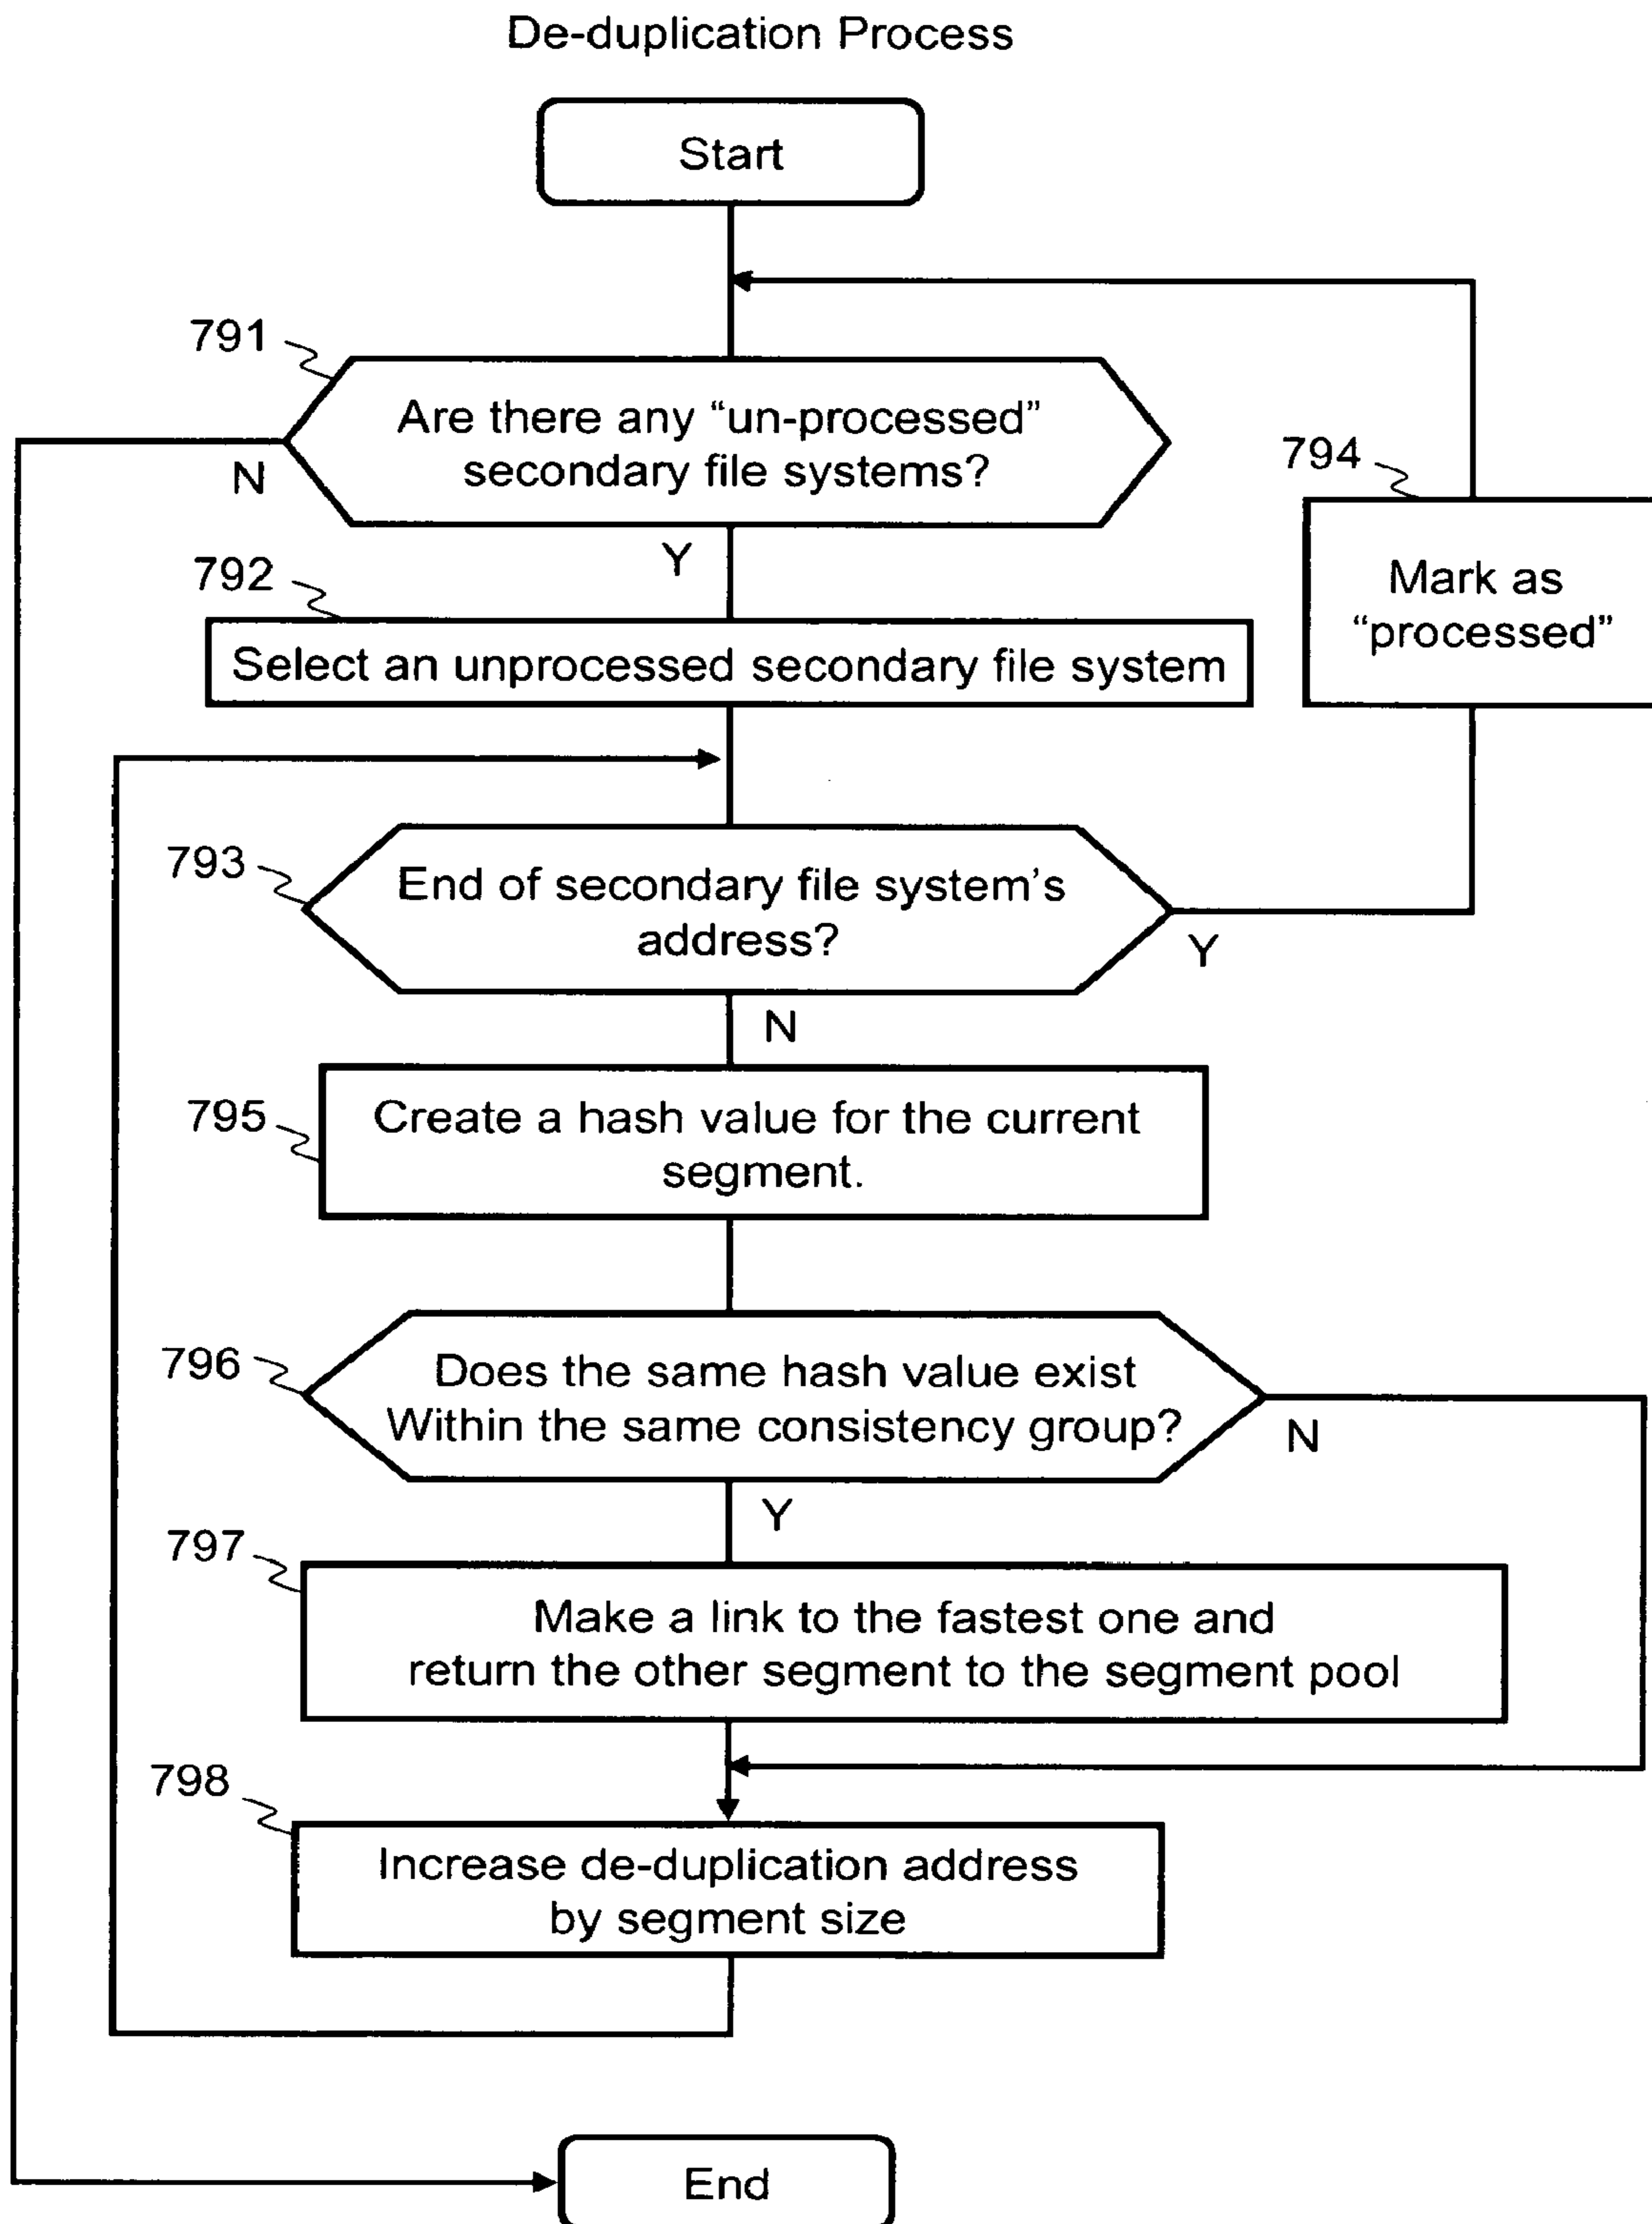 De-duplication Process
Start
791
Are there any “un-processed”
secondary file systems?
N
Y
794
Mark as
“processed”
792
Select an unprocessed secondary file system
793
End of secondary file system’s
address?
Y
N
795
Create a hash value for the current
segment.
796
Does the same hash value exist
Within the same consistency group?
N
Y
797
Make a link to the fastest one and
return the other segment to the segment pool
798
Increase de-duplication address
by segment size
End